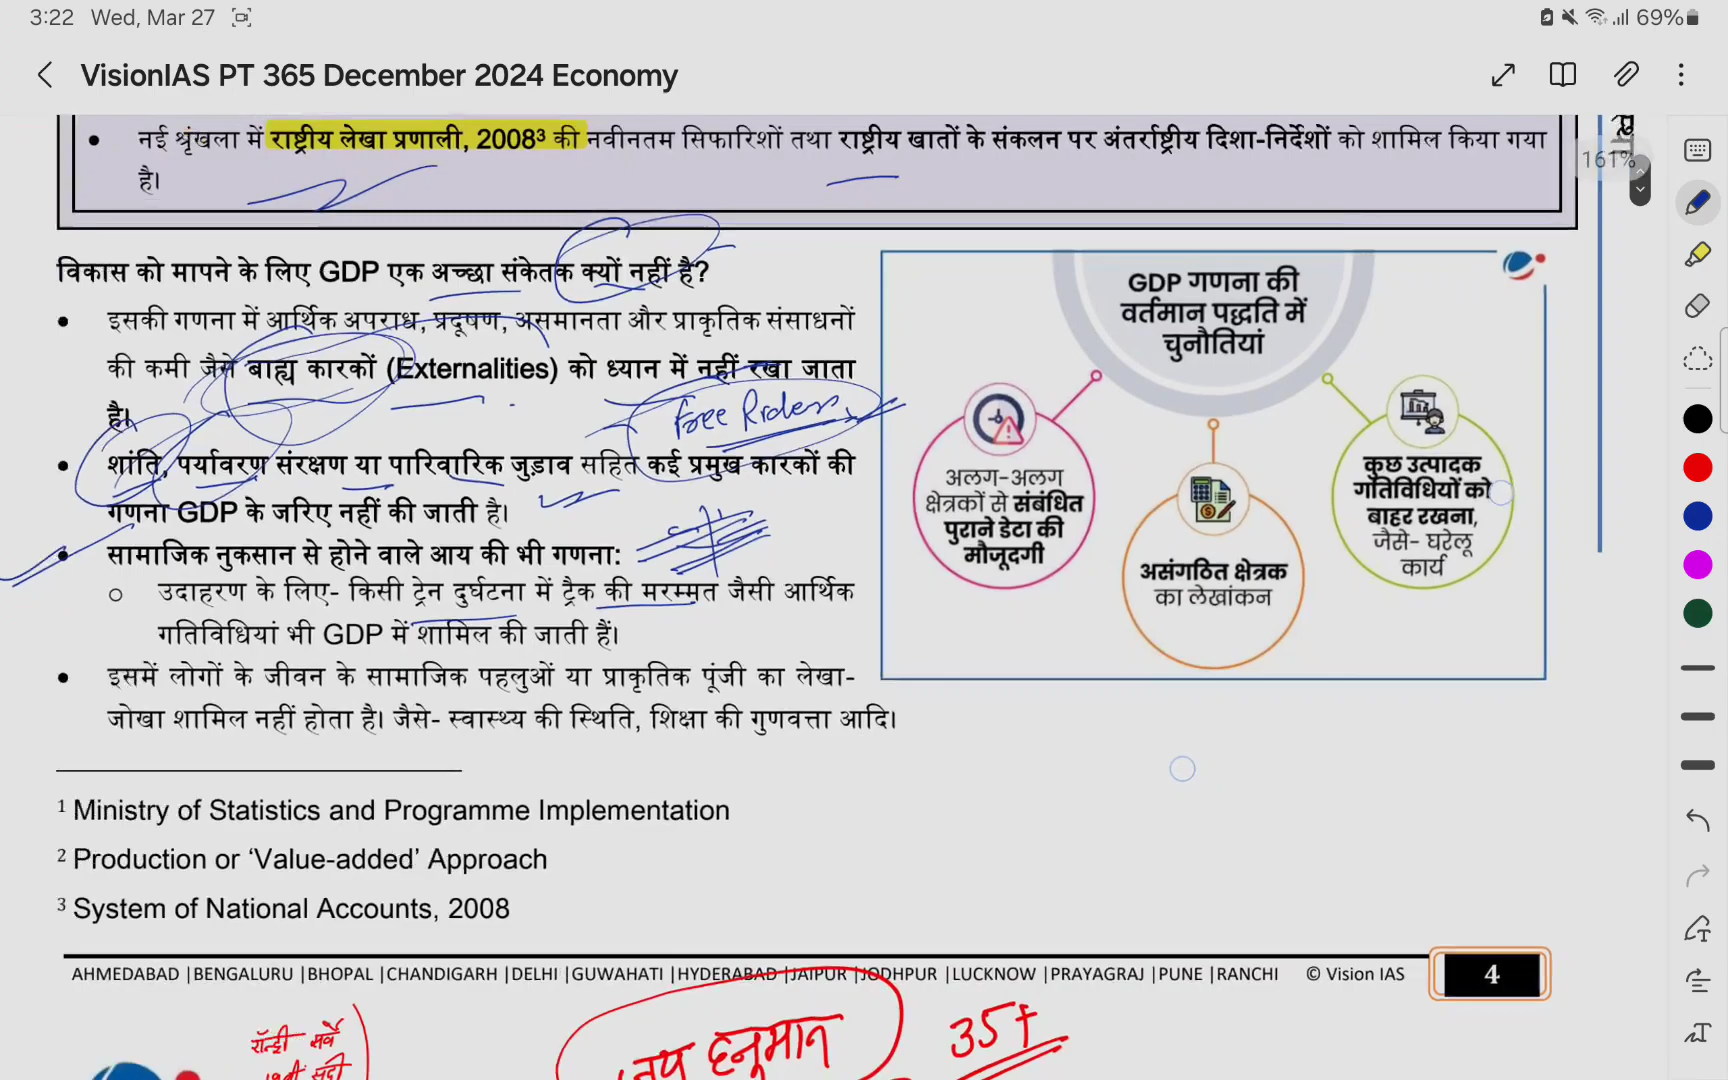 3:22 Wed, Mar 27
69%
VisionIAS PT 365 December 2024 Economy
161%
नई श्रृंखला में राष्ट्रीय लेखा प्रणाली, 2008³ की नवीनतम सिफारिशों तथा राष्ट्रीय खातों के संकलन पर अंतर्राष्ट्रीय दिशा-निर्देशों को शामिल किया गया
है।
विकास को मापने के लिए GDP एक अच्छा संकेतक क्यों नहीं है?
इसकी गणना में आर्थिक अपराध, प्रदूषण, असमानता और प्राकृतिक संसाधनों
की कमी जैसे बाह्य कारकों (Externalities) को ध्यान में नहीं रखा जाता
है।
Free Riders
शांति, पर्यावरण संरक्षण या पारिवारिक जुड़ाव सहित कई प्रमुख कारकों की
गणना GDP के जरिए नहीं की जाती है।
सामाजिक नुकसान से होने वाले आय की भी गणना:
उदाहरण के लिए- किसी ट्रेन दुर्घटना में ट्रैक की मरम्मत जैसी आर्थिक
गतिविधियां भी GDP में शामिल की जाती हैं।
इसमें लोगों के जीवन के सामाजिक पहलुओं या प्राकृतिक पूंजी का लेखा-
जोखा शामिल नहीं होता है। जैसे- स्वास्थ्य की स्थिति, शिक्षा की गुणवत्ता आदि।
GDP गणना की
वर्तमान पद्धति में
चुनौतियां
अलग-अलग
क्षेत्रकों से संबंधित
पुराने डेटा की
मौजूदगी
असंगठित क्षेत्रक
का लेखांकन
कुछ उत्पादक
गतिविधियों को
बाहर रखना,
जैसे- घरेलू
कार्य
¹ Ministry of Statistics and Programme Implementation
² Production or ‘Value-added’ Approach
³ System of National Accounts, 2008
AHMEDABAD |BENGALURU |BHOPAL |CHANDIGARH |DELHI |GUWAHATI |HYDERABAD |JAIPUR |JODHPUR |LUCKNOW |PRAYAGRAJ |PUNE |RANCHI © Vision IAS
4
हनुमान
35+